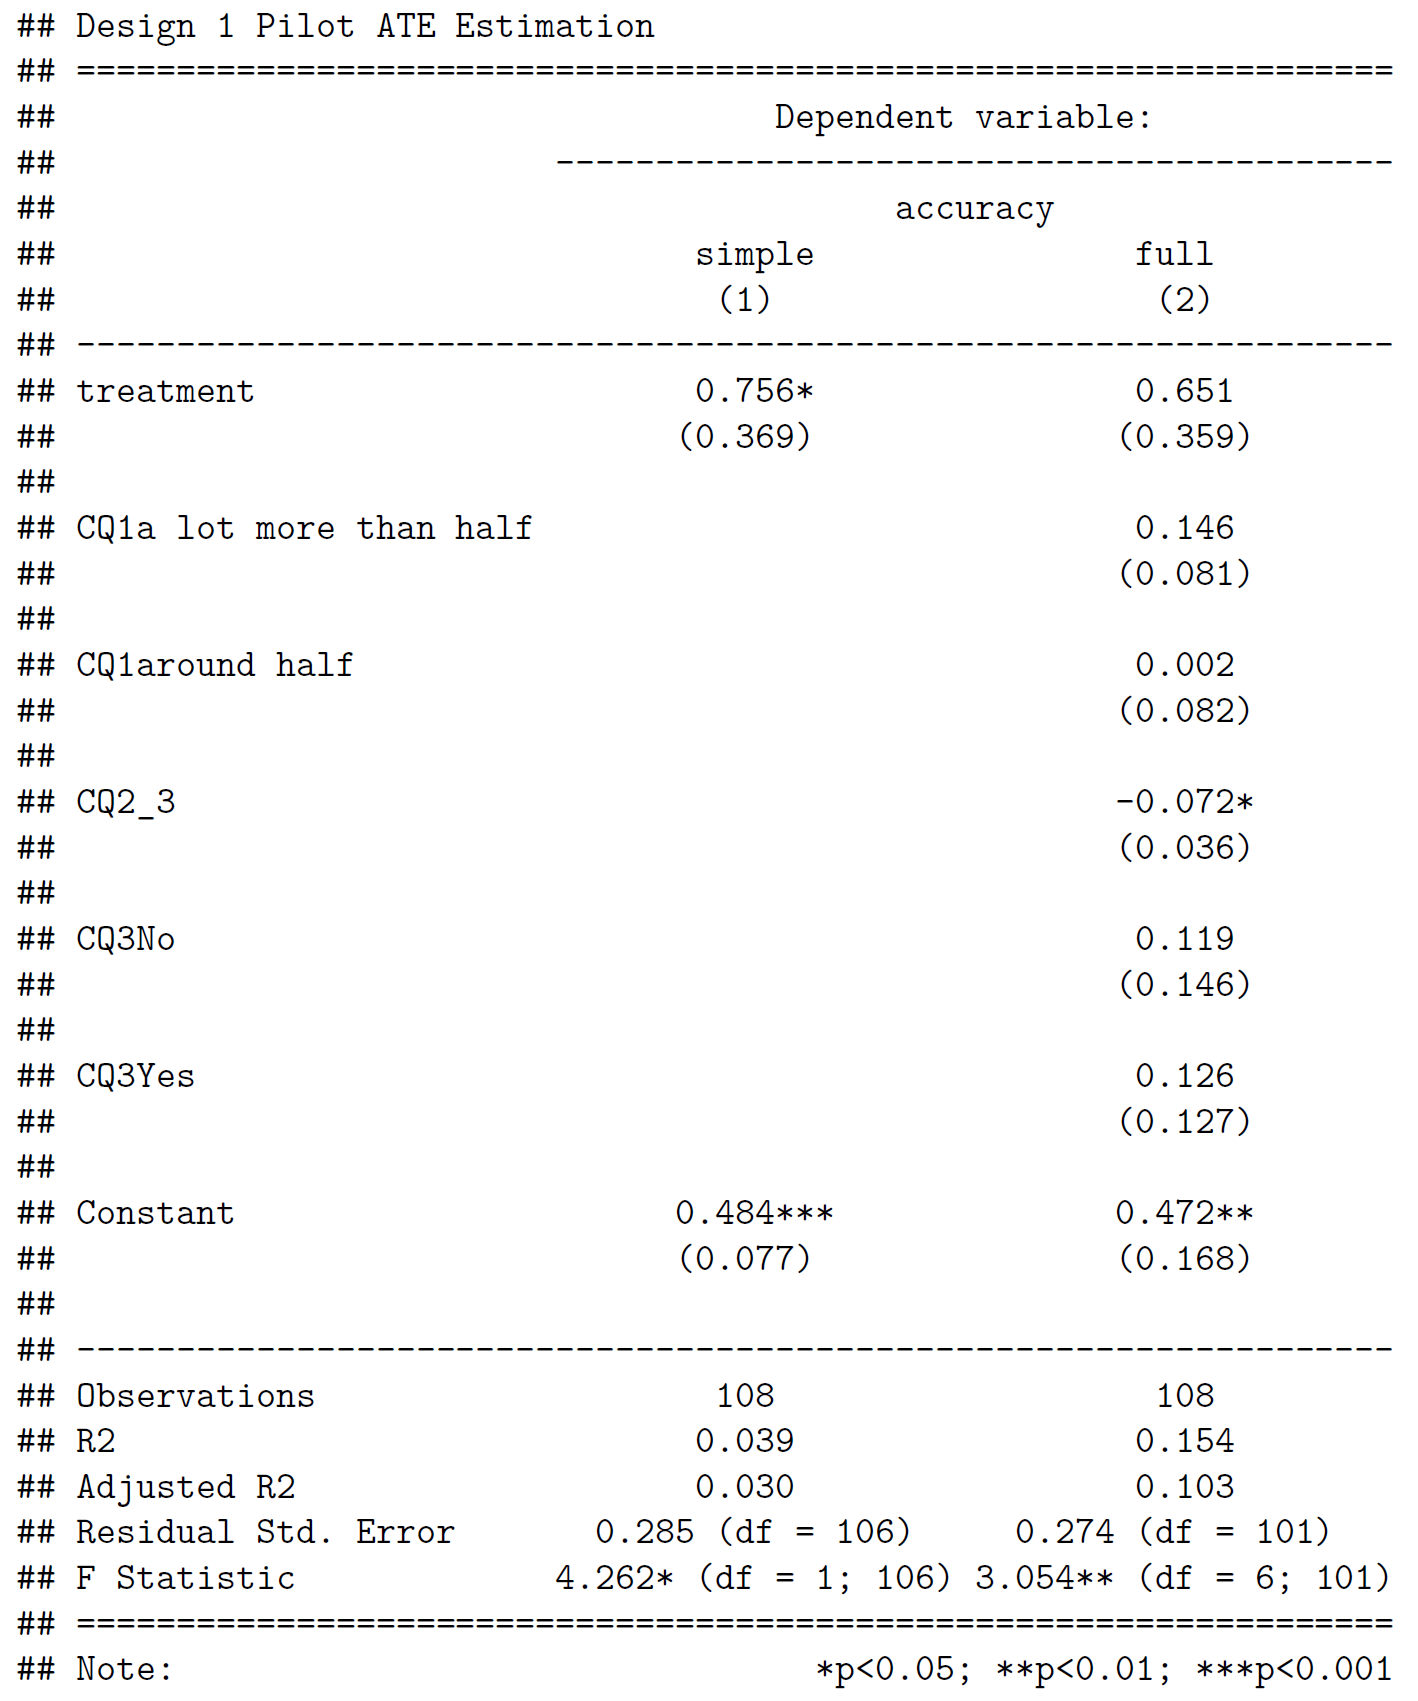 ## Design 1 Pilot ATE Estimation
## ==================================================================
##                                    Dependent variable:
##                         ------------------------------------------
##                                          accuracy
##                                simple                full
##                                 (1)                   (2)
## ------------------------------------------------------------------
## treatment                      0.756*                0.651
##                               (0.369)               (0.359)
##
## CQ1a lot more than half                              0.146
##                                                     (0.081)
##
## CQ1around half                                       0.002
##                                                     (0.082)
##
## CQ2_3                                               -0.072*
##                                                     (0.036)
##
## CQ3No                                                0.119
##                                                     (0.146)
##
## CQ3Yes                                               0.126
##                                                     (0.127)
##
## Constant                      0.484***              0.472**
##                               (0.077)               (0.168)
##
## ------------------------------------------------------------------
## Observations                    108                   108
## R2                             0.039                 0.154
## Adjusted R2                    0.030                 0.103
## Residual Std. Error       0.285 (df = 106)     0.274 (df = 101)
## F Statistic             4.262* (df = 1; 106) 3.054** (df = 6; 101)
## ==================================================================
## Note:                                *p<0.05; **p<0.01; ***p<0.001